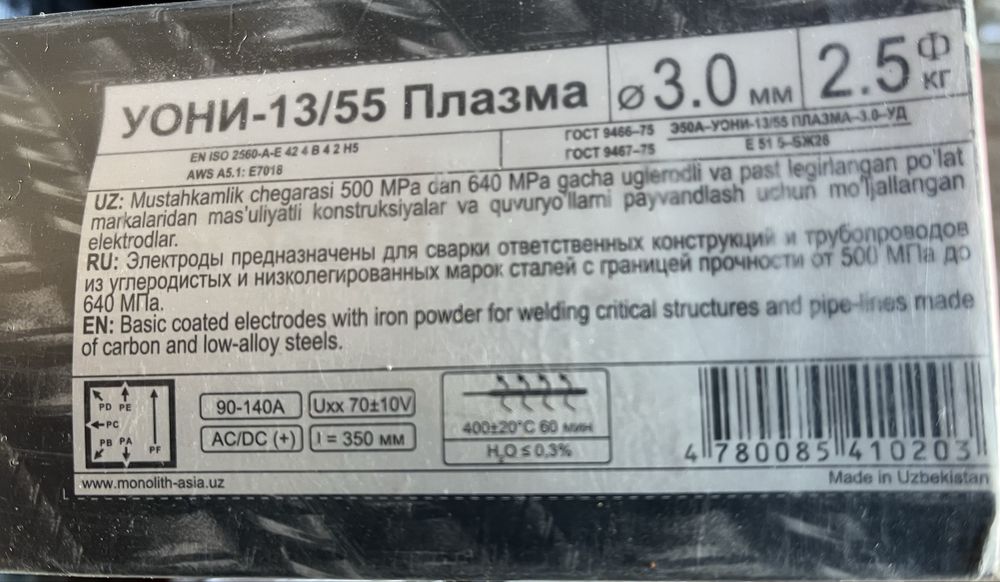 УОНИ-13/55 Плазма
ø 3.0 мм
2.5 кг
Ф
EN ISO 2560-A-E 42 4 B 4 2 H5
AWS A5.1: E7018
ГОСТ 9466–75
ГОСТ 9467–75
Э50А–УОНИ-13/55 ПЛАЗМА–3.0–УД
Е 51 5–БЖ26
UZ: Mustahkamlik chegarasi 500 MPa dan 640 MPa gacha uglerodli va past legirlangan po'lat
markalaridan mas'uliyatli konstruksiyalar va quvuryo'llarni payvandlash uchun mo'ljallangan
elektrodlar.
RU: Электроды предназначены для сварки ответственных конструкций и трубопроводов
из углеродистых и низколегированных марок сталей с границей прочности от 500 МПа до
640 МПа.
EN: Basic coated electrodes with iron powder for welding critical structures and pipe-lines made
of carbon and low-alloy steels.
PD PE
PC
PB PA
PF
90-140A
Uxx 70±10V
AC/DC (+)
l = 350 мм
400±20°C 60 мин
H₂O ≤ 0,3%
4 780085 410203
www.monolith-asia.uz
Made in Uzbekistan